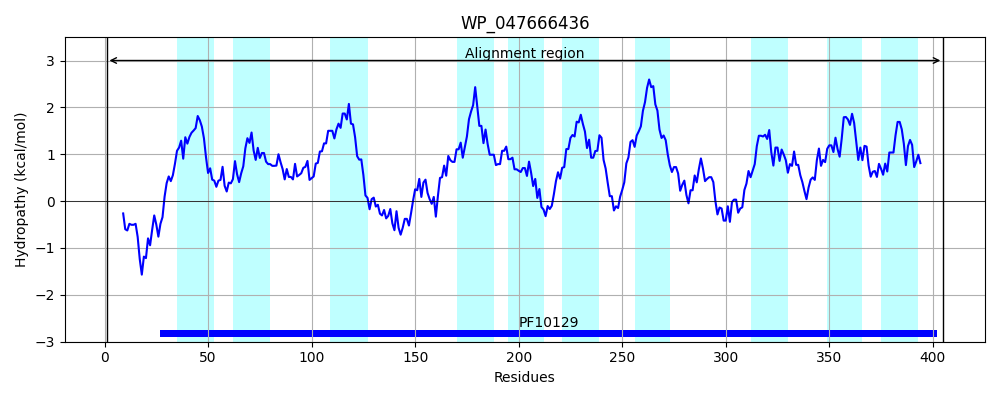 WP_047666436
Alignment region
3
2
1
0
−1
−2
−3
Hydropathy (kcal/mol)
PF10129
0 50 100 150 200 250 300 350 400
Residues